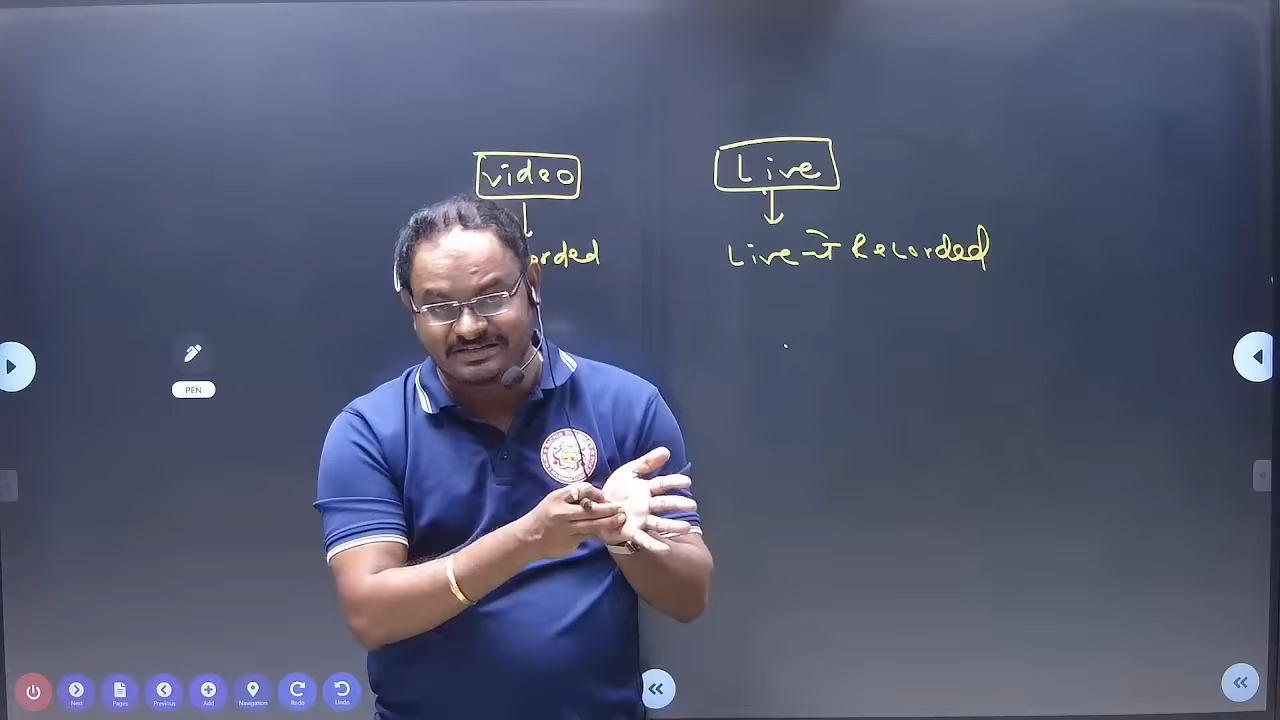 video
Live
orded
Live → Recorded
PEN
Next
Pages
Previous
Add
Navigation
Redo
Undo